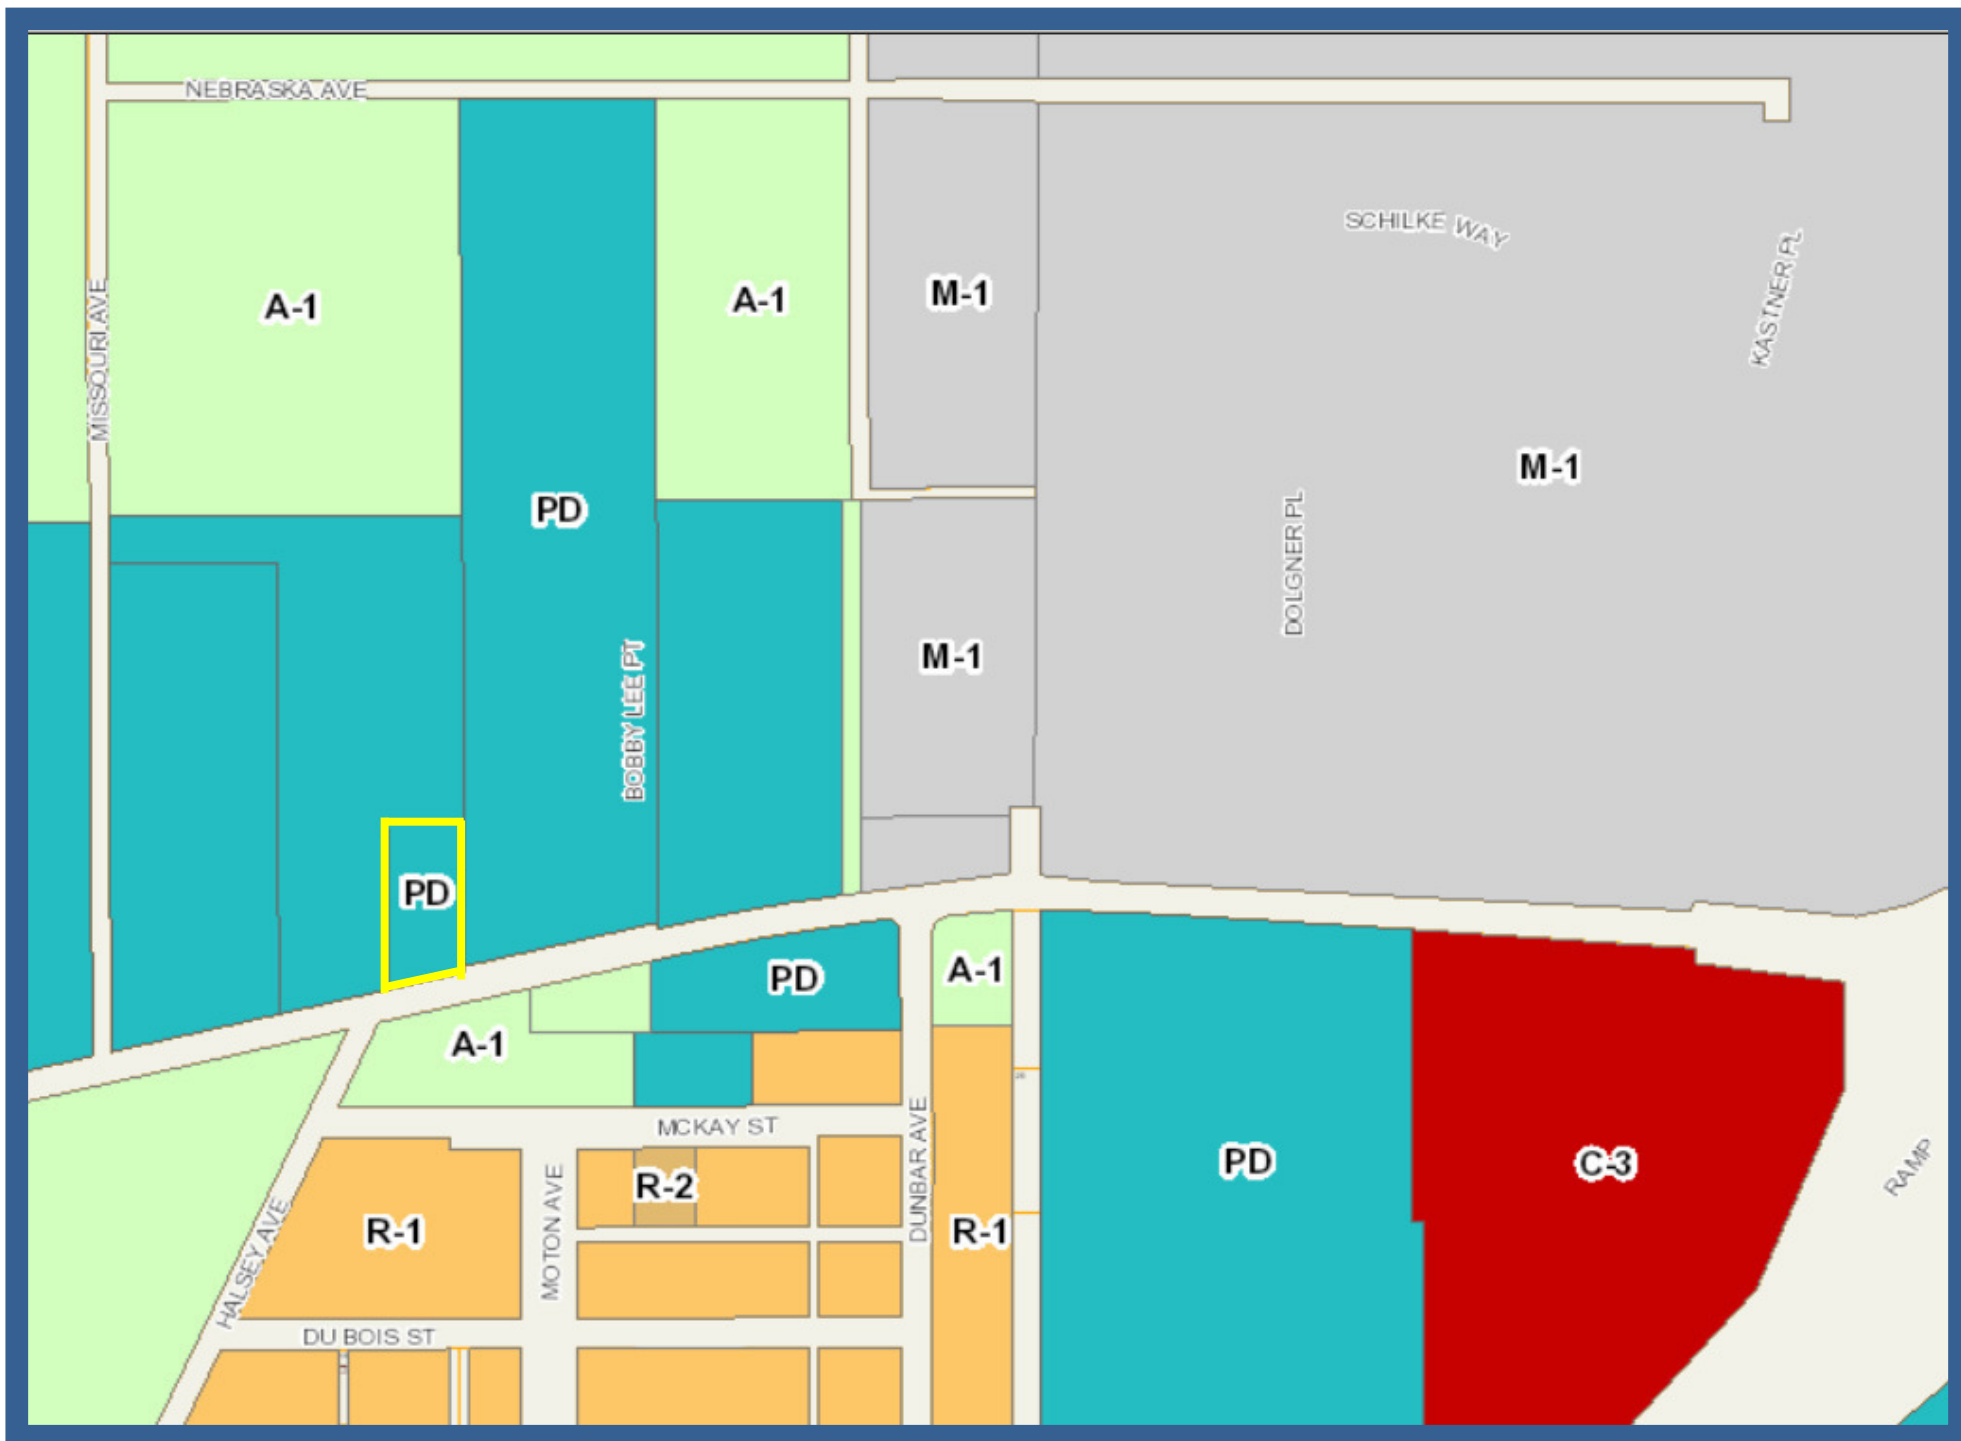 NEBRASKA AVE
SCHILKE WAY
KASTNER PL
MISSOURI AVE
A-1
A-1
M-1
M-1
PD
DOLGNER PL
M-1
BOBBY LEE PT
PD
PD
A-1
A-1
MCKAY ST
DUNBAR AVE
PD
C-3
RAMP
R-2
MOTON AVE
R-1
R-1
HALSEY AVE
DU BOIS ST